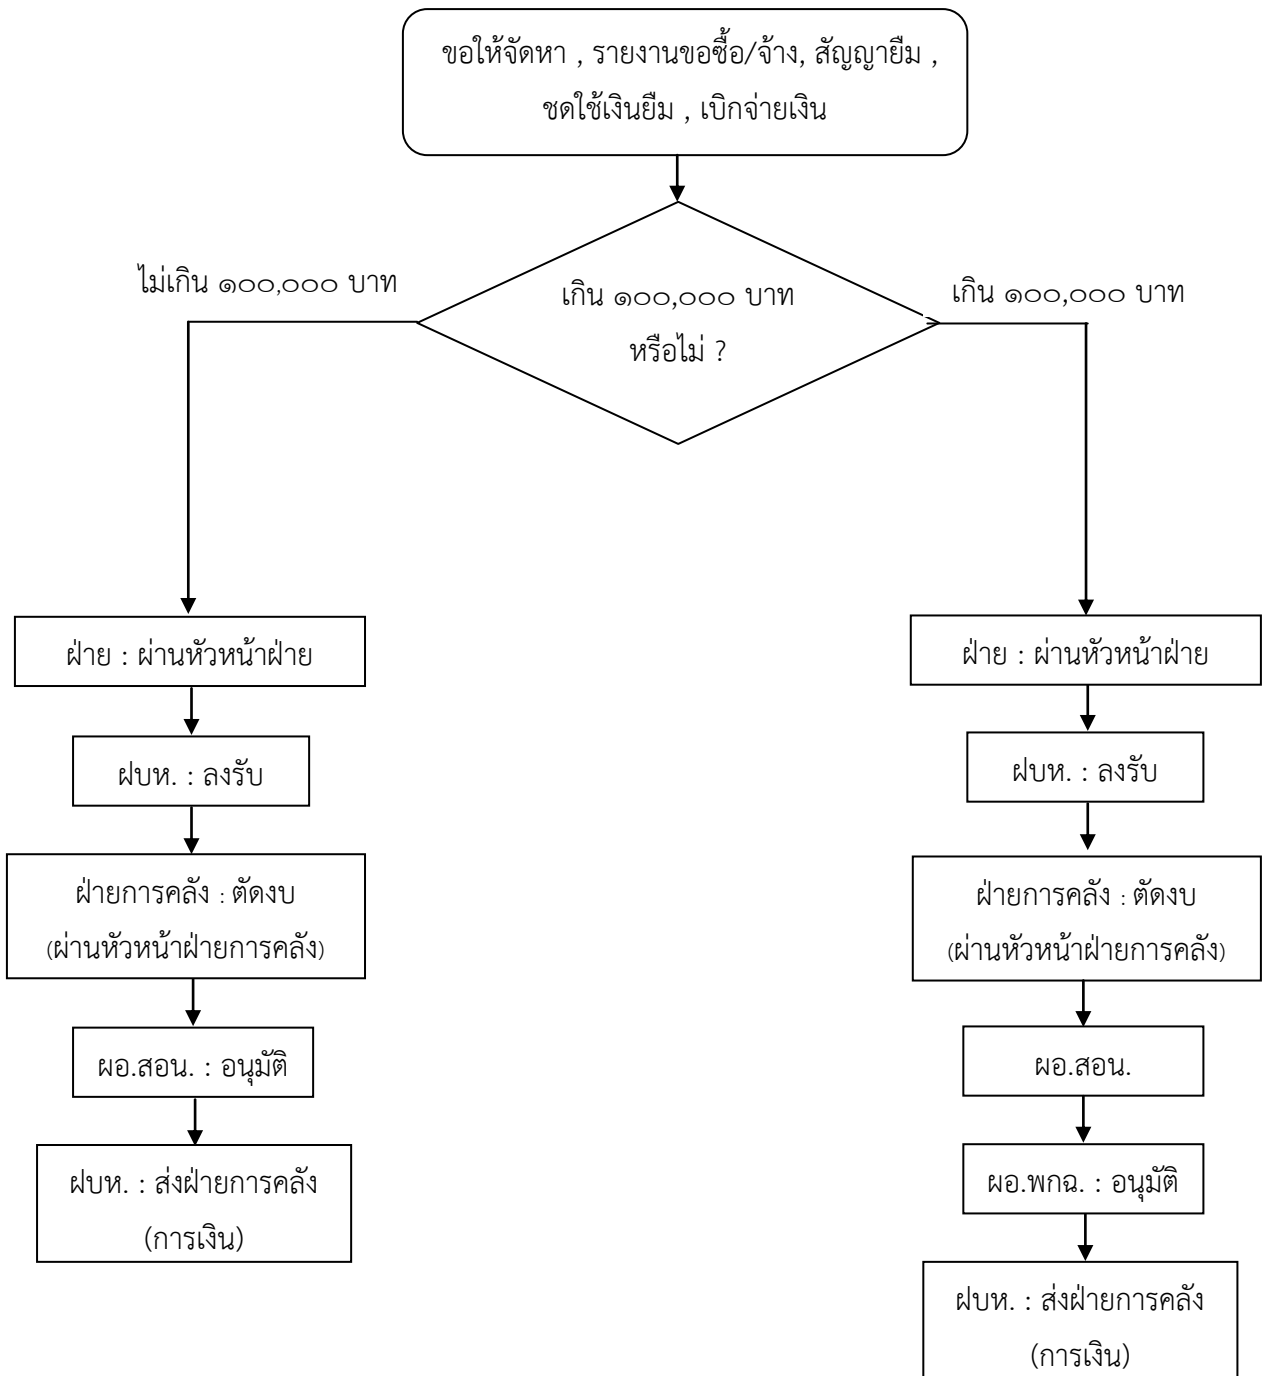 ขอให้จัดหา , รายงานขอซื้อ/จ้าง, สัญญายืม ,
ชดใช้เงินยืม , เบิกจ่ายเงิน
เกิน ๑๐๐,๐๐๐ บาท
หรือไม่ ?
ไม่เกิน ๑๐๐,๐๐๐ บาท
ฝ่าย : ผ่านหัวหน้าฝ่าย
ฝบห. : ลงรับ
ฝ่ายการคลัง : ตัดงบ
(ผ่านหัวหน้าฝ่ายการคลัง)
ผอ.สอน. : อนุมัติ
ฝบห. : ส่งฝ่ายการคลัง
(การเงิน)
เกิน ๑๐๐,๐๐๐ บาท
ฝ่าย : ผ่านหัวหน้าฝ่าย
ฝบห. : ลงรับ
ฝ่ายการคลัง : ตัดงบ
(ผ่านหัวหน้าฝ่ายการคลัง)
ผอ.สอน.
ผอ.พกฉ. : อนุมัติ
ฝบห. : ส่งฝ่ายการคลัง
(การเงิน)